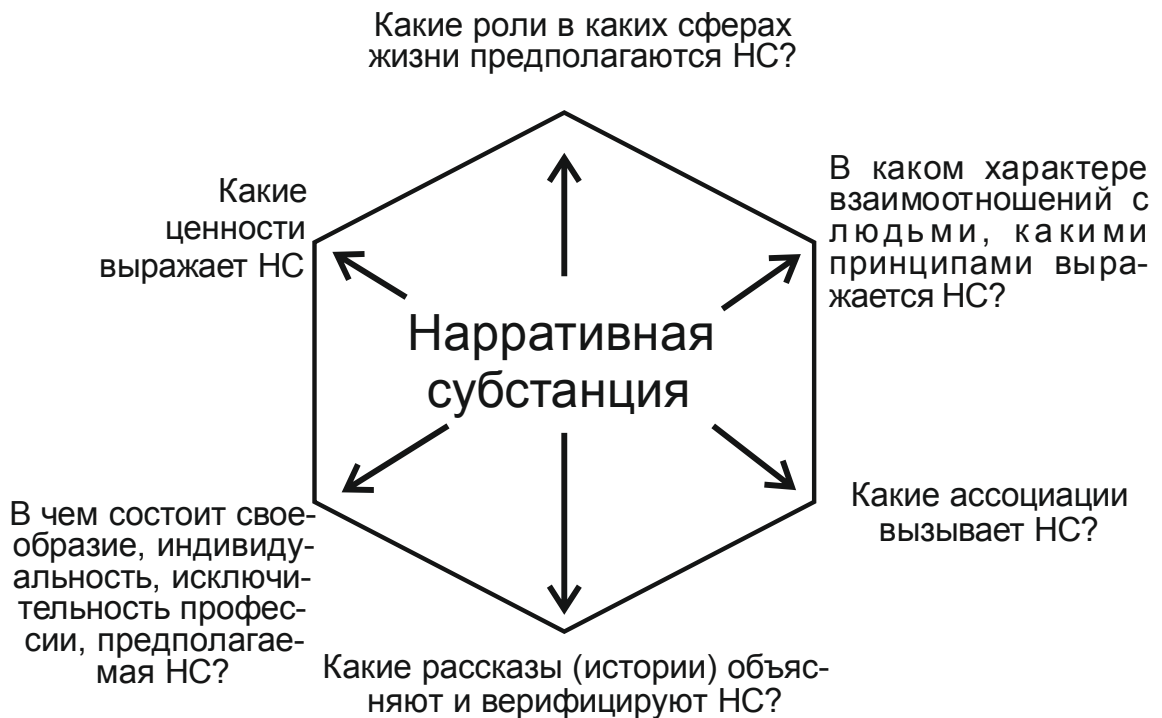 Какие роли в каких сферах
жизни предполагаются НС?
Какие
ценности
выражает НС
В каком характере
взаимоотношений с
людьми, какими
принципами выра-
жается НС?
Нарративная
субстанция
В чем состоит свое-
образие, индивиду-
альность, исключи-
тельность профес-
сии, предполагае-
мая НС?
Какие ассоциации
вызывает НС?
Какие рассказы (истории) объяс-
няют и верифицируют НС?